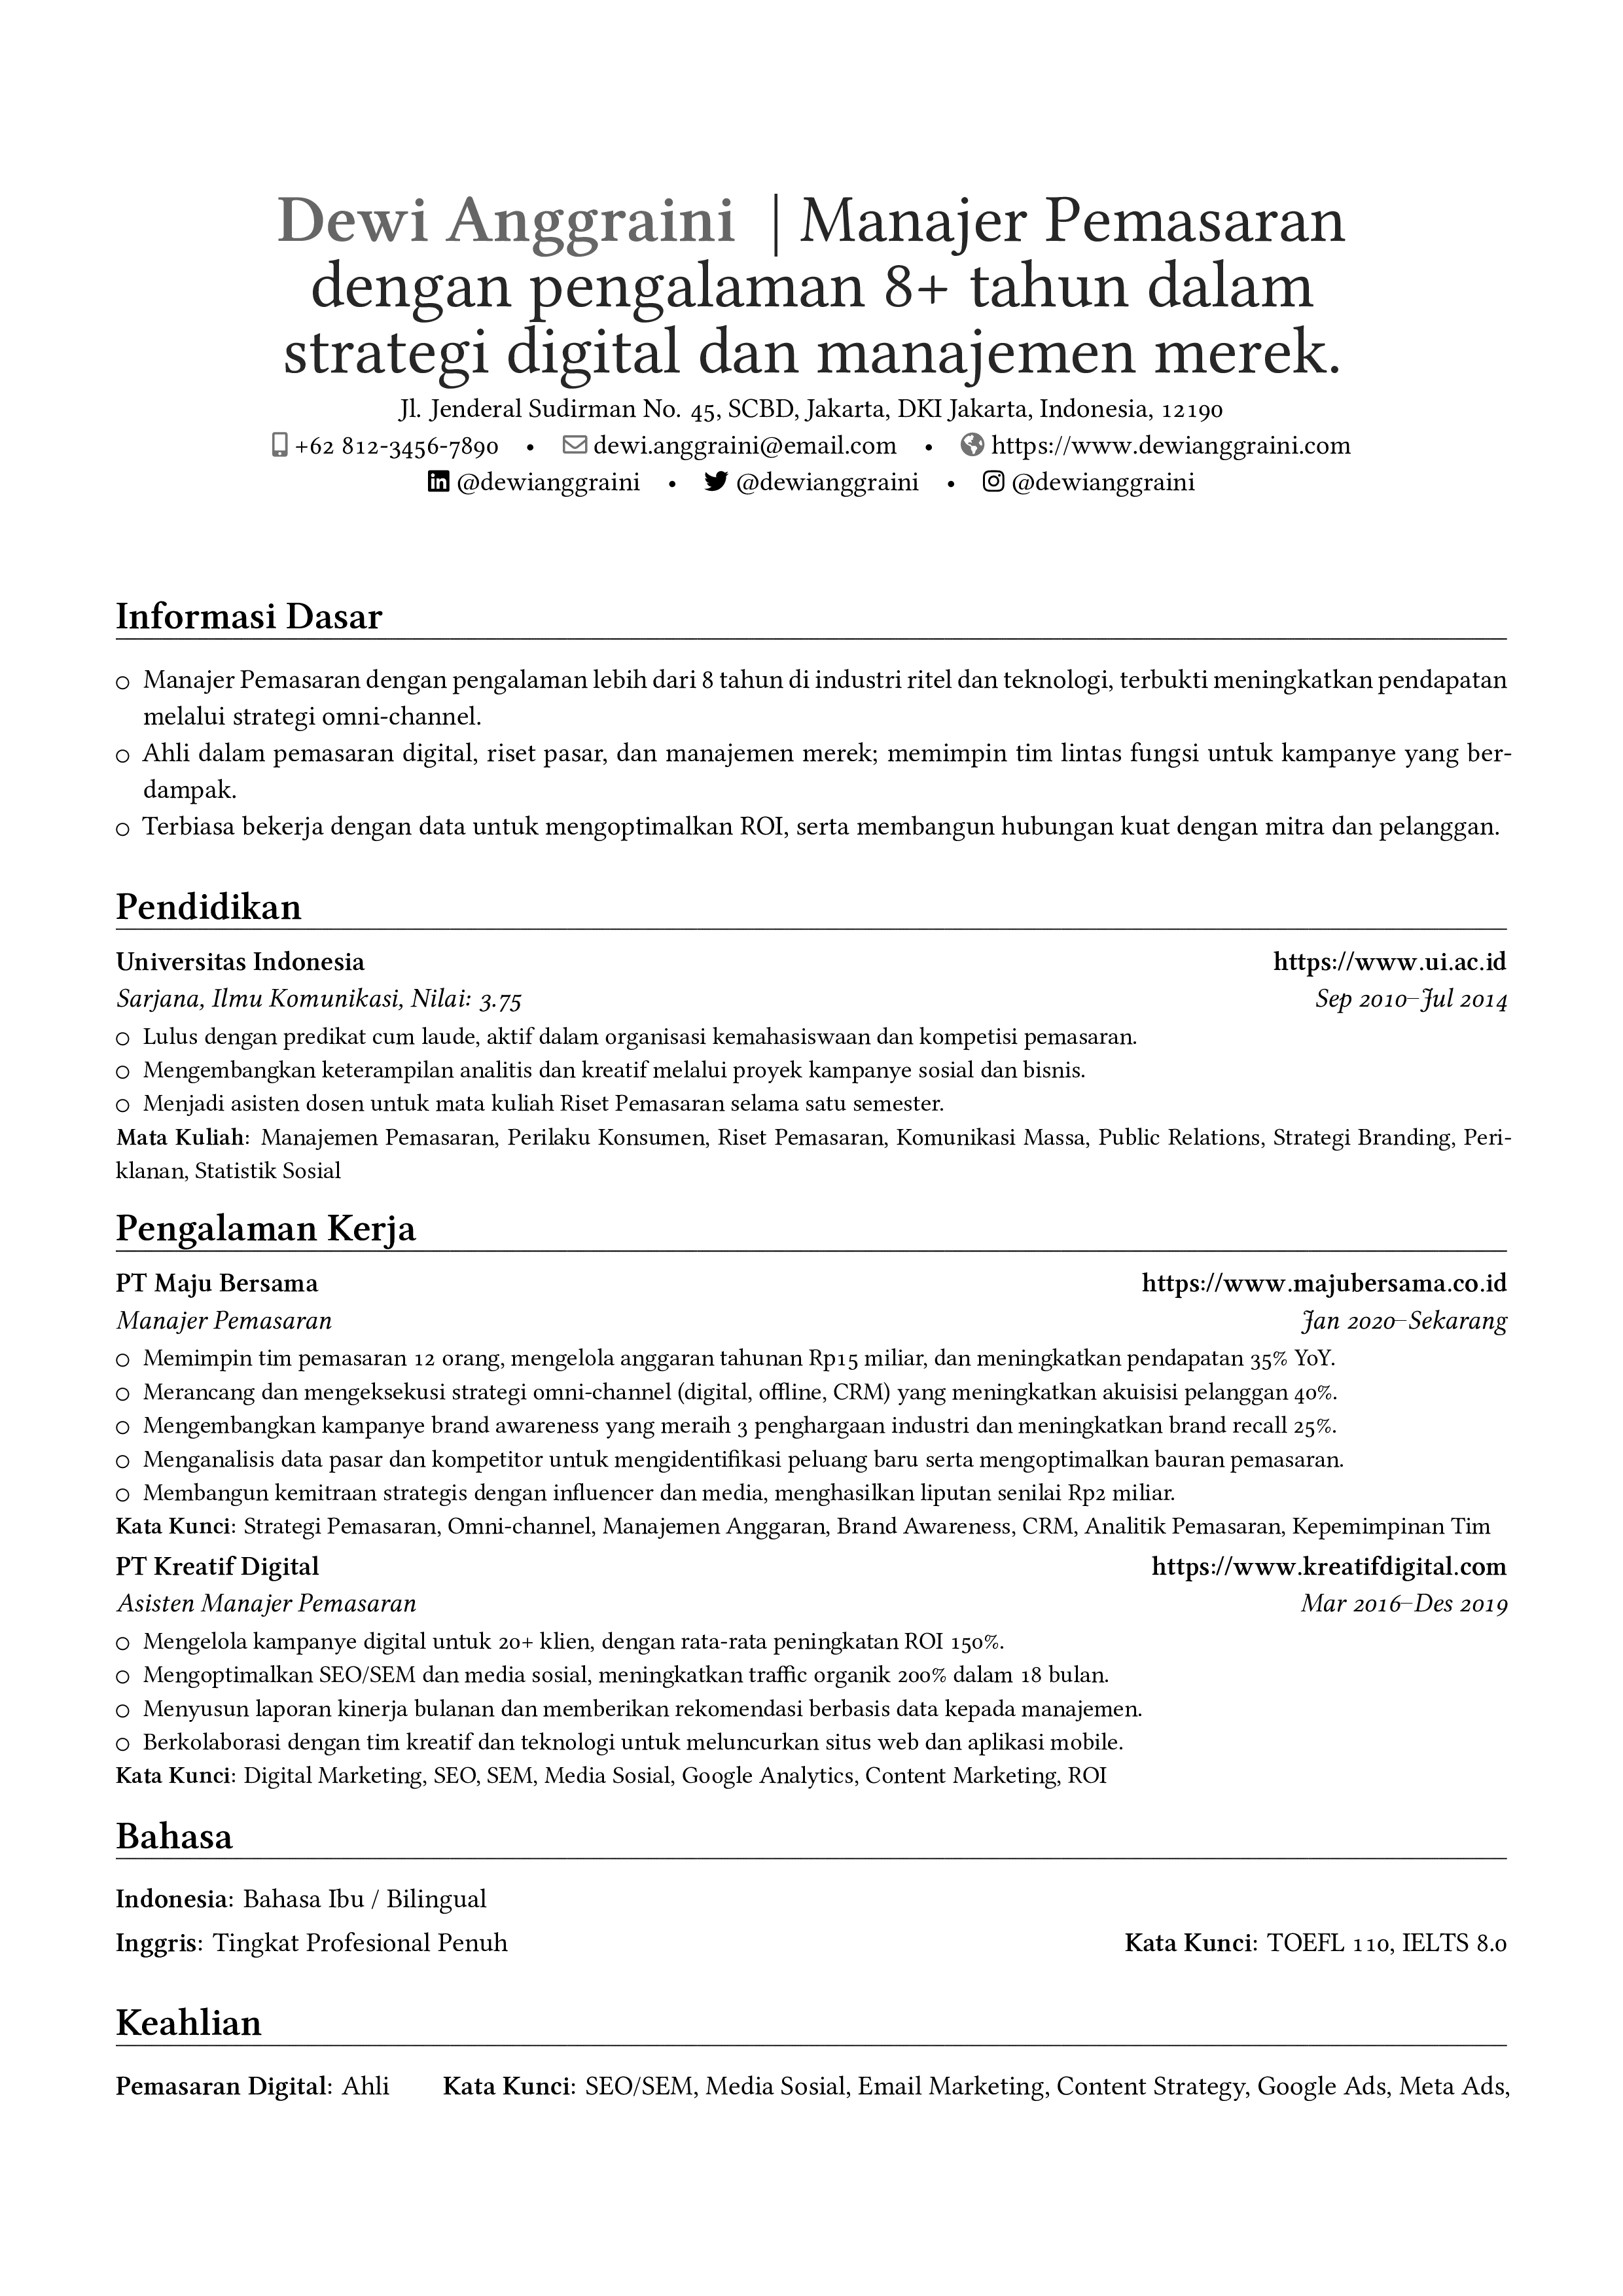 Dewi Anggraini | Manajer Pemasaran
dengan pengalaman 8+ tahun dalam
strategi digital dan manajemen merek.
Jl. Jenderal Sudirman No. 45, SCBD, Jakarta, DKI Jakarta, Indonesia, 12190
+62 812-3456-7890 • dewi.anggraini@email.com • https://www.dewianggraini.com
@dewianggraini • @dewianggraini • @dewianggraini
Informasi Dasar
Manajer Pemasaran dengan pengalaman lebih dari 8 tahun di industri ritel dan teknologi, terbukti meningkatkan pendapatan
melalui strategi omni-channel.
Ahli dalam pemasaran digital, riset pasar, dan manajemen merek; memimpin tim lintas fungsi untuk kampanye yang ber-
dampak.
Terbiasa bekerja dengan data untuk mengoptimalkan ROI, serta membangun hubungan kuat dengan mitra dan pelanggan.
Pendidikan
Universitas Indonesia https://www.ui.ac.id
Sarjana, Ilmu Komunikasi, Nilai: 3.75 Sep 2010–Jul 2014
Lulus dengan predikat cum laude, aktif dalam organisasi kemahasiswaan dan kompetisi pemasaran.
Mengembangkan keterampilan analitis dan kreatif melalui proyek kampanye sosial dan bisnis.
Menjadi asisten dosen untuk mata kuliah Riset Pemasaran selama satu semester.
Mata Kuliah: Manajemen Pemasaran, Perilaku Konsumen, Riset Pemasaran, Komunikasi Massa, Public Relations, Strategi Branding, Peri-
klanan, Statistik Sosial
Pengalaman Kerja
PT Maju Bersama https://www.majubersama.co.id
Manajer Pemasaran Jan 2020–Sekarang
Memimpin tim pemasaran 12 orang, mengelola anggaran tahunan Rp15 miliar, dan meningkatkan pendapatan 35% YoY.
Merancang dan mengeksekusi strategi omni-channel (digital, offline, CRM) yang meningkatkan akuisisi pelanggan 40%.
Mengembangkan kampanye brand awareness yang meraih 3 penghargaan industri dan meningkatkan brand recall 25%.
Menganalisis data pasar dan kompetitor untuk mengidentifikasi peluang baru serta mengoptimalkan bauran pemasaran.
Membangun kemitraan strategis dengan influencer dan media, menghasilkan liputan senilai Rp2 miliar.
Kata Kunci: Strategi Pemasaran, Omni-channel, Manajemen Anggaran, Brand Awareness, CRM, Analitik Pemasaran, Kepemimpinan Tim
PT Kreatif Digital https://www.kreatifdigital.com
Asisten Manajer Pemasaran Mar 2016–Des 2019
Mengelola kampanye digital untuk 20+ klien, dengan rata-rata peningkatan ROI 150%.
Mengoptimalkan SEO/SEM dan media sosial, meningkatkan traffic organik 200% dalam 18 bulan.
Menyusun laporan kinerja bulanan dan memberikan rekomendasi berbasis data kepada manajemen.
Berkolaborasi dengan tim kreatif dan teknologi untuk meluncurkan situs web dan aplikasi mobile.
Kata Kunci: Digital Marketing, SEO, SEM, Media Sosial, Google Analytics, Content Marketing, ROI
Bahasa
Indonesia: Bahasa Ibu / Bilingual
Inggris: Tingkat Profesional Penuh Kata Kunci: TOEFL 110, IELTS 8.0
Keahlian
Pemasaran Digital: Ahli Kata Kunci: SEO/SEM, Media Sosial, Email Marketing, Content Strategy, Google Ads, Meta Ads,